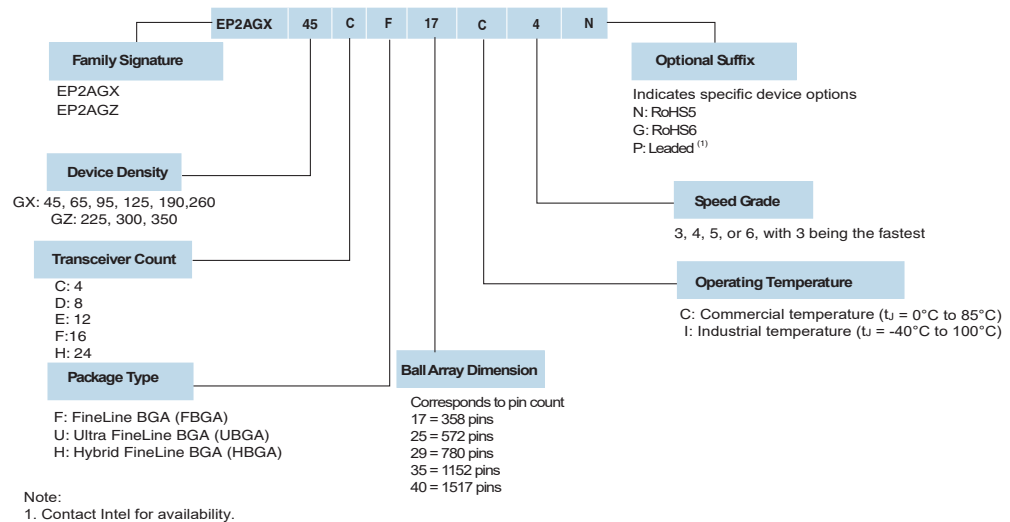 EP2AGX 45 C F 17 C 4 N
Family Signature
EP2AGX
EP2AGZ
Optional Suffix
Indicates specific device options
N: RoHS5
G: RoHS6
P: Leaded (1)
Device Density
GX: 45, 65, 95, 125, 190,260
GZ: 225, 300, 350
Speed Grade
3, 4, 5, or 6, with 3 being the fastest
Transceiver Count
C: 4
D: 8
E: 12
F:16
H: 24
Operating Temperature
C: Commercial temperature (tJ = 0°C to 85°C)
I: Industrial temperature (tJ = -40°C to 100°C)
Package Type
F: FineLine BGA (FBGA)
U: Ultra FineLine BGA (UBGA)
H: Hybrid FineLine BGA (HBGA)
Ball Array Dimension
Corresponds to pin count
17 = 358 pins
25 = 572 pins
29 = 780 pins
35 = 1152 pins
40 = 1517 pins
Note:
1. Contact Intel for availability.